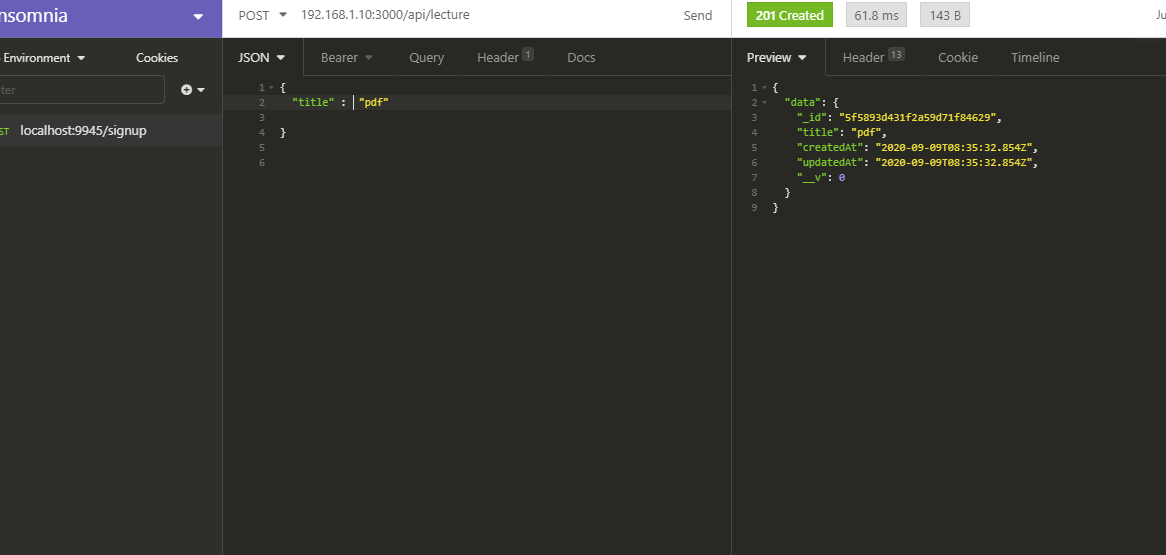 nsomnia
POST 192.168.1.10:3000/api/lecture Send
201 Created 61.8 ms 143 B Ju
Environment Cookies
JSON Bearer Query Header 1 Docs
Preview Header 13 Cookie Timeline
ter
ST localhost:9945/signup
1 {
2 "title" : "pdf"
3
4 }
5
6
1 {
2 "data": {
3 "_id": "5f5893d431f2a59d71f84629",
4 "title": "pdf",
5 "createdAt": "2020-09-09T08:35:32.854Z",
6 "updatedAt": "2020-09-09T08:35:32.854Z",
7 "__v": 0
8 }
9 }